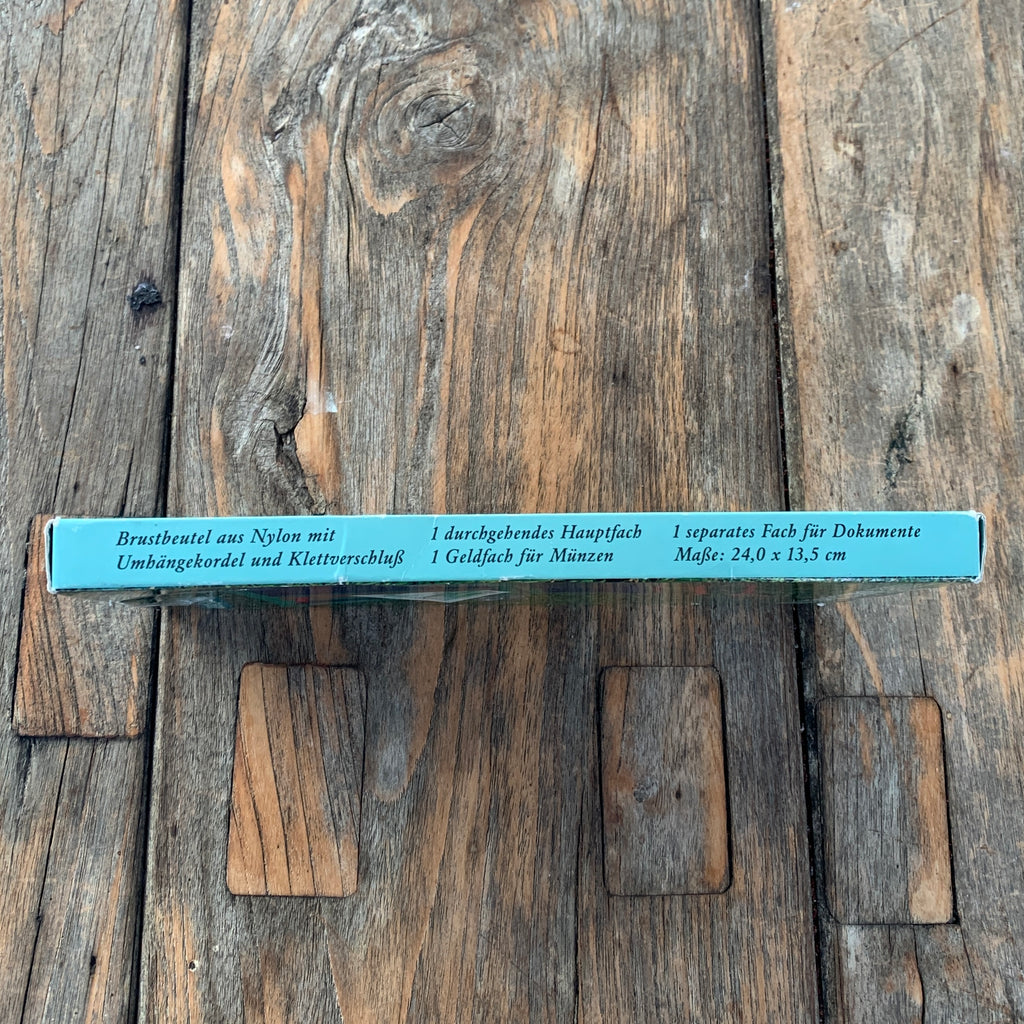 Brustbeutel aus Nylon mit
Umhängekordel und Klettverschluß
1 durchgehendes Hauptfach
1 Geldfach für Münzen
1 separates Fach für Dokumente
Maße: 24,0 x 13,5 cm